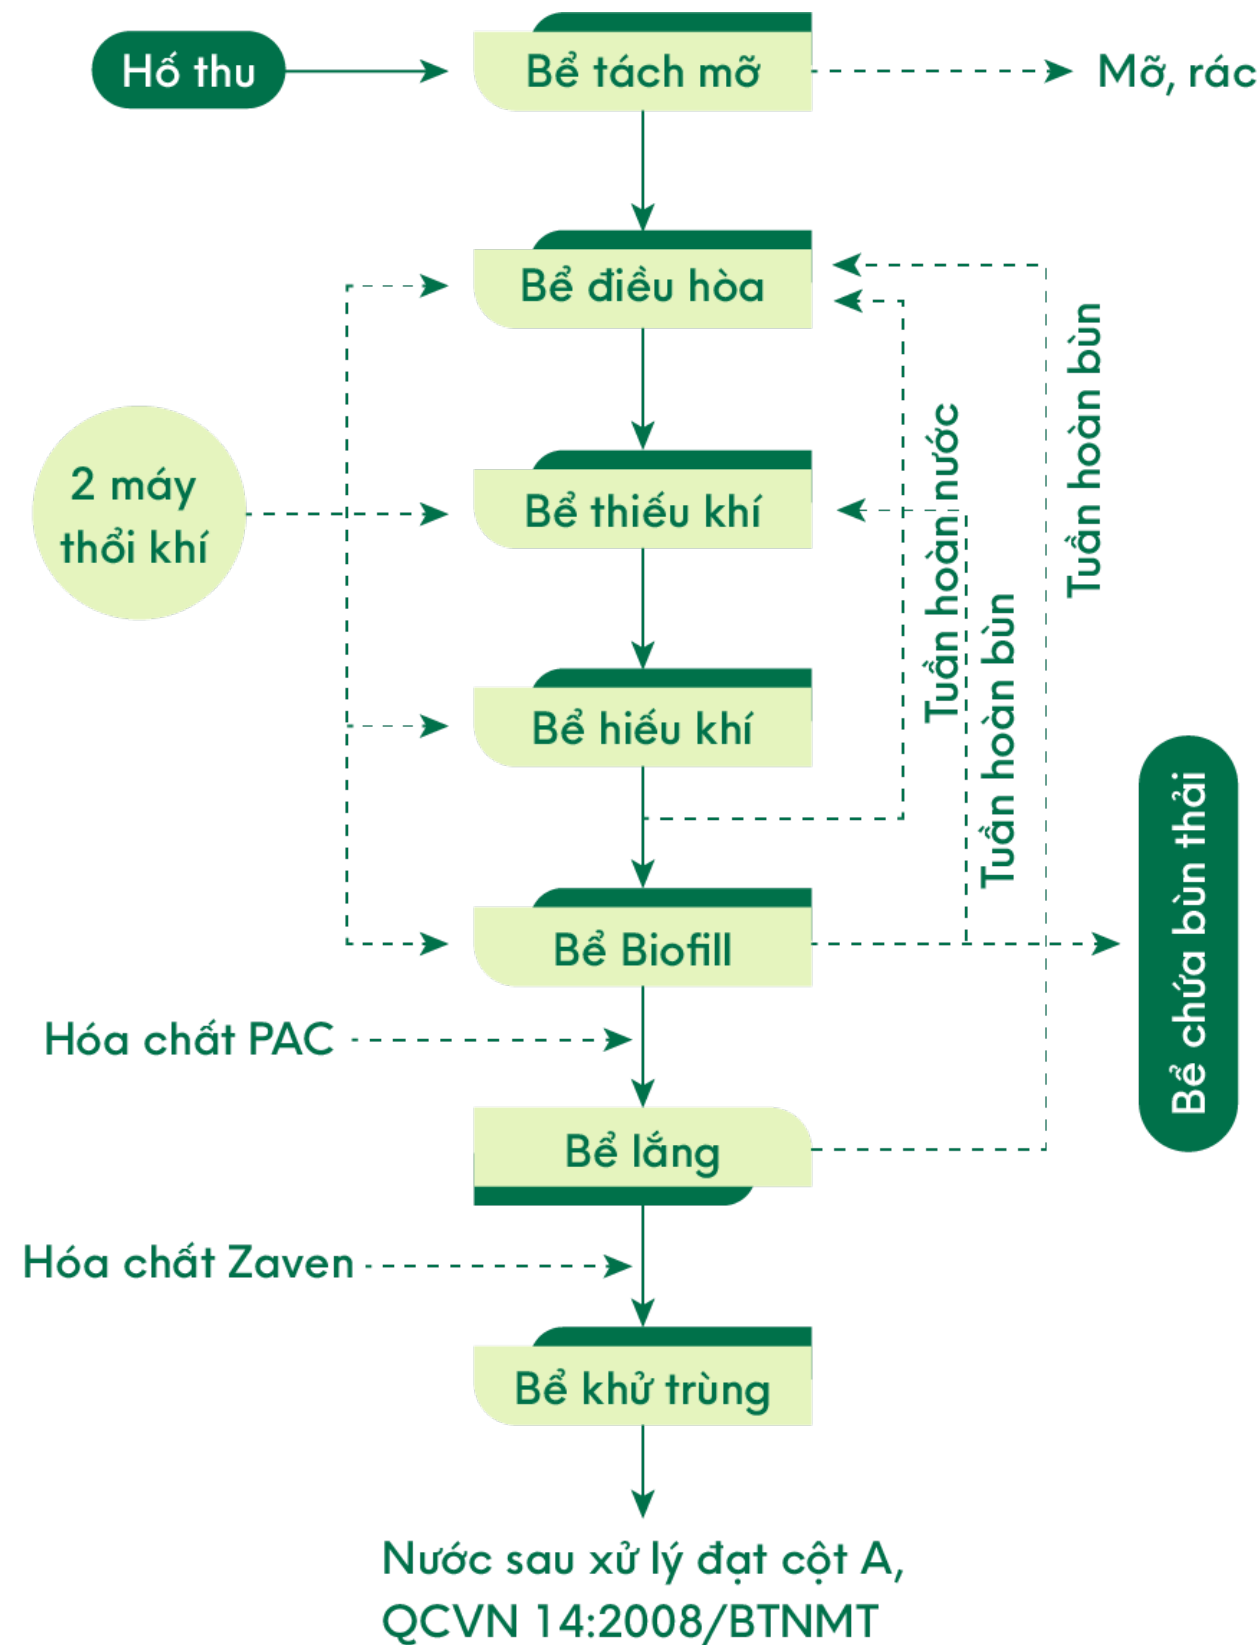 Hố thu
Bể tách mỡ
Mỡ, rác
Bể điều hòa
2 máy
thổi khí
Bể thiếu khí
Tuần hoàn nước
Tuần hoàn bùn
Tuần hoàn bùn
Bể hiếu khí
Bể Biofill
Bể chứa bùn thải
Hóa chất PAC
Bể lắng
Hóa chất Zaven
Bể khử trùng
Nước sau xử lý đạt cột A,
QCVN 14:2008/BTNMT